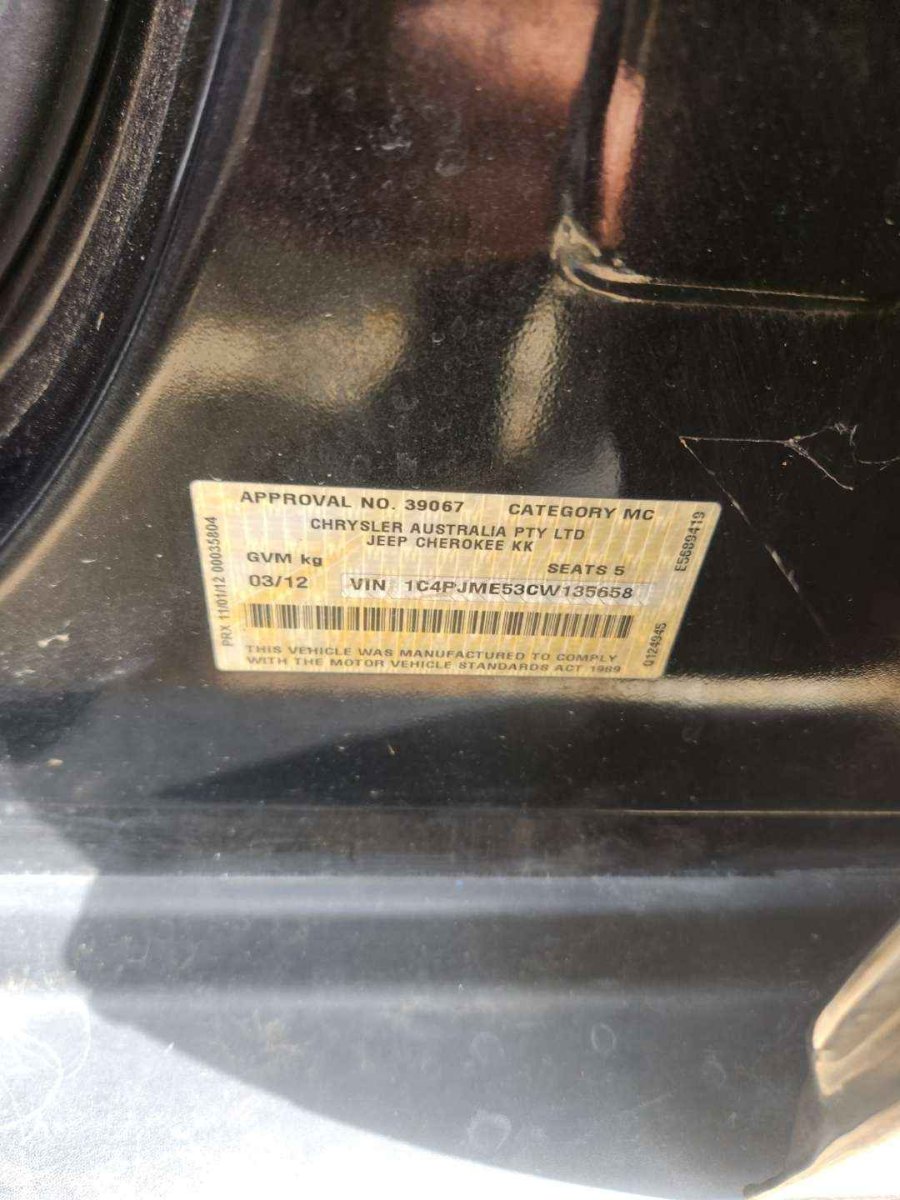 APPROVAL NO. 39067 CATEGORY MC
CHRYSLER AUSTRALIA PTY LTD
JEEP CHEROKEE KK
GVM kg SEATS 5
03/12 VIN 1C4PJME53CW135658
THIS VEHICLE WAS MANUFACTURED TO COMPLY
WITH THE MOTOR VEHICLE STANDARDS ACT 1989
PRX 11/01/12 00035804
E5689419
Q124945